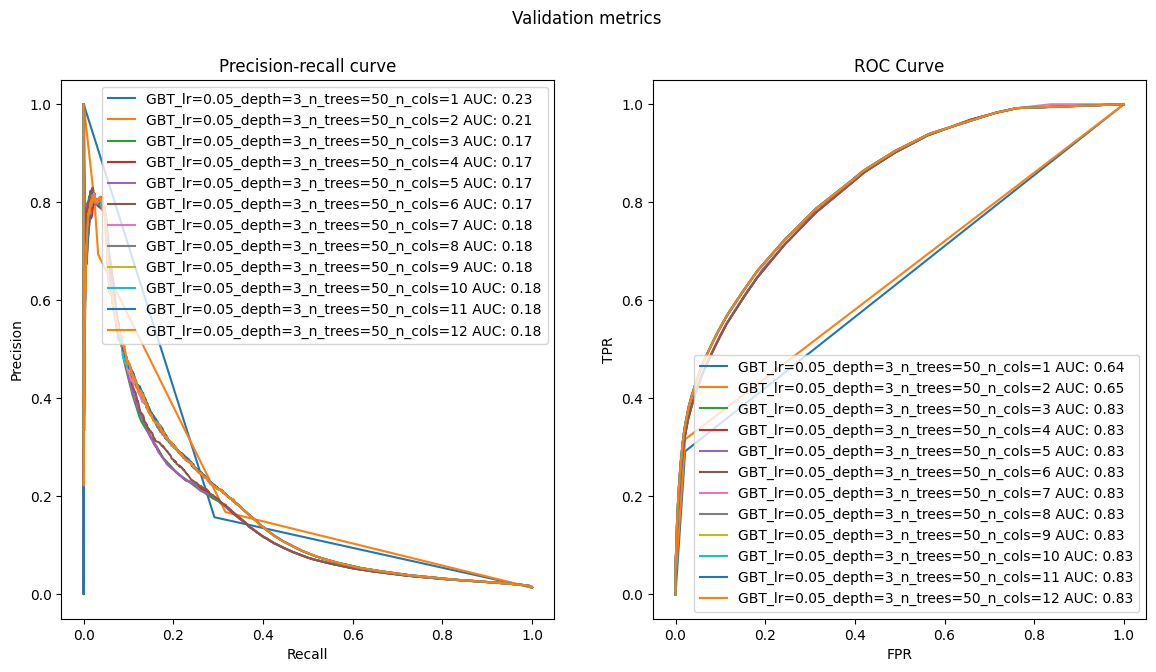 Validation metrics
Precision-recall curve
1.0
0.8
0.6
0.4
0.2
0.0
Precision
GBT_lr=0.05_depth=3_n_trees=50_n_cols=1 AUC: 0.23
GBT_lr=0.05_depth=3_n_trees=50_n_cols=2 AUC: 0.21
GBT_lr=0.05_depth=3_n_trees=50_n_cols=3 AUC: 0.17
GBT_lr=0.05_depth=3_n_trees=50_n_cols=4 AUC: 0.17
GBT_lr=0.05_depth=3_n_trees=50_n_cols=5 AUC: 0.17
GBT_lr=0.05_depth=3_n_trees=50_n_cols=6 AUC: 0.17
GBT_lr=0.05_depth=3_n_trees=50_n_cols=7 AUC: 0.18
GBT_lr=0.05_depth=3_n_trees=50_n_cols=8 AUC: 0.18
GBT_lr=0.05_depth=3_n_trees=50_n_cols=9 AUC: 0.18
GBT_lr=0.05_depth=3_n_trees=50_n_cols=10 AUC: 0.18
GBT_lr=0.05_depth=3_n_trees=50_n_cols=11 AUC: 0.18
GBT_lr=0.05_depth=3_n_trees=50_n_cols=12 AUC: 0.18
0.0 0.2 0.4 0.6 0.8 1.0
Recall
ROC Curve
1.0
0.8
0.6
0.4
0.2
0.0
TPR
GBT_lr=0.05_depth=3_n_trees=50_n_cols=1 AUC: 0.64
GBT_lr=0.05_depth=3_n_trees=50_n_cols=2 AUC: 0.65
GBT_lr=0.05_depth=3_n_trees=50_n_cols=3 AUC: 0.83
GBT_lr=0.05_depth=3_n_trees=50_n_cols=4 AUC: 0.83
GBT_lr=0.05_depth=3_n_trees=50_n_cols=5 AUC: 0.83
GBT_lr=0.05_depth=3_n_trees=50_n_cols=6 AUC: 0.83
GBT_lr=0.05_depth=3_n_trees=50_n_cols=7 AUC: 0.83
GBT_lr=0.05_depth=3_n_trees=50_n_cols=8 AUC: 0.83
GBT_lr=0.05_depth=3_n_trees=50_n_cols=9 AUC: 0.83
GBT_lr=0.05_depth=3_n_trees=50_n_cols=10 AUC: 0.83
GBT_lr=0.05_depth=3_n_trees=50_n_cols=11 AUC: 0.83
GBT_lr=0.05_depth=3_n_trees=50_n_cols=12 AUC: 0.83
0.0 0.2 0.4 0.6 0.8 1.0
FPR